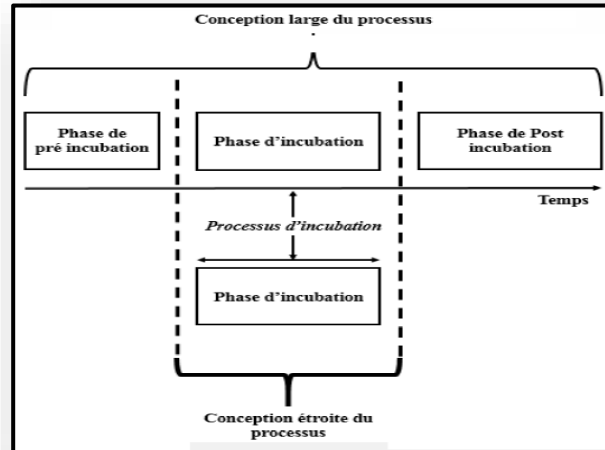 Conception large du processus
Phase de
pré incubation
Phase d’incubation
Phase de Post
incubation
Temps
Processus d’incubation
Phase d’incubation
Conception étroite du
processus